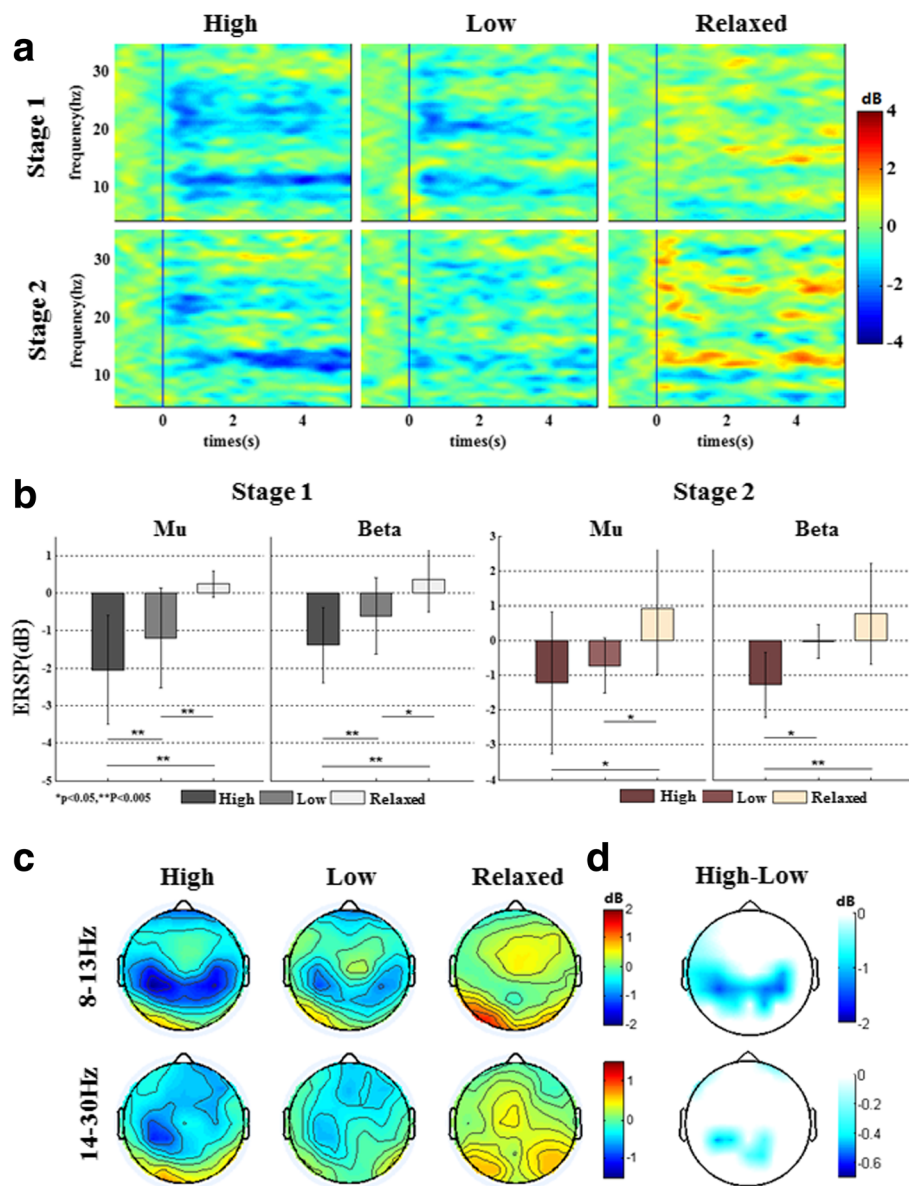 a
High Low Relaxed
Stage 1
frequency(hz)
30
20
10
dB
4
2
0
-2
-4
Stage 2
frequency(hz)
30
20
10
0 2 4 0 2 4 0 2 4
times(s) times(s) times(s)
b
Stage 1 Stage 2
Mu Beta Mu Beta
ERSP(dB)
1
0
-1
-2
-3
-4
-5
3
2
1
0
-1
-2
-3
-4
** ** **
** * **
* *
* **
*p<0.05,**P<0.005
High Low Relaxed
High Low Relaxed
c
High Low Relaxed
d
High-Low
8-13Hz
dB
2
1
0
-1
-2
dB
0
-1
-2
14-30Hz
1
0
-1
0
-0.2
-0.4
-0.6